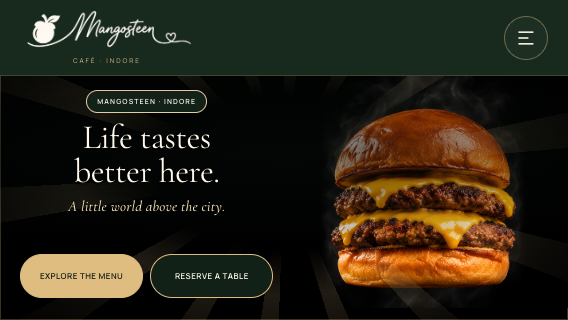 Mangosteen
CAFÉ · INDORE
MANGOSTEEN · INDORE
Life tastes
better here.
A little world above the city.
EXPLORE THE MENU
RESERVE A TABLE